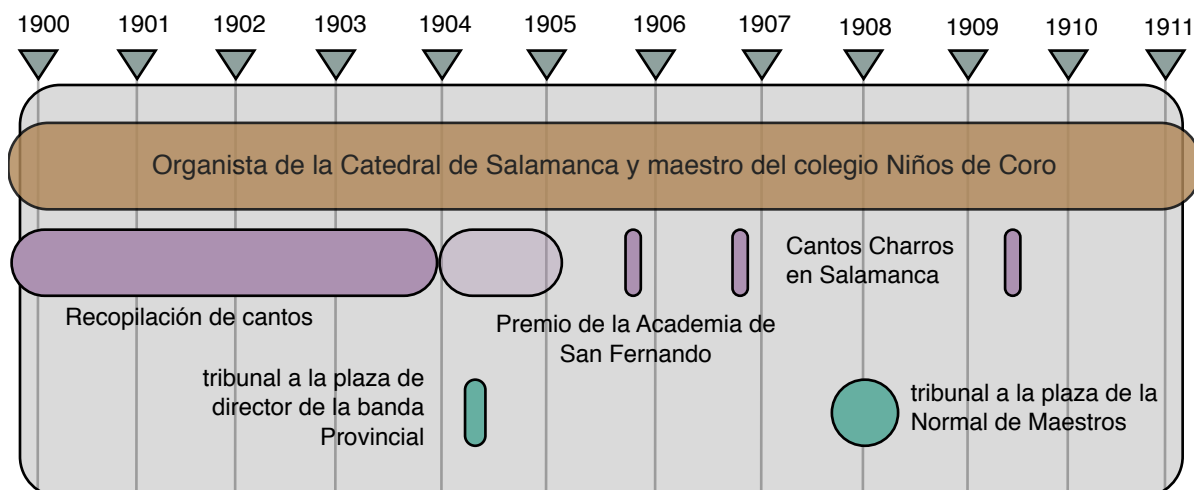 1900 1901 1902 1903 1904 1905 1906 1907 1908 1909 1910 1911
Organista de la Catedral de Salamanca y maestro del colegio Niños de Coro
Recopilación de cantos
Cantos Charros
en Salamanca
Premio de la Academia de
San Fernando
tribunal a la plaza de
director de la banda
Provincial
tribunal a la plaza de la
Normal de Maestros